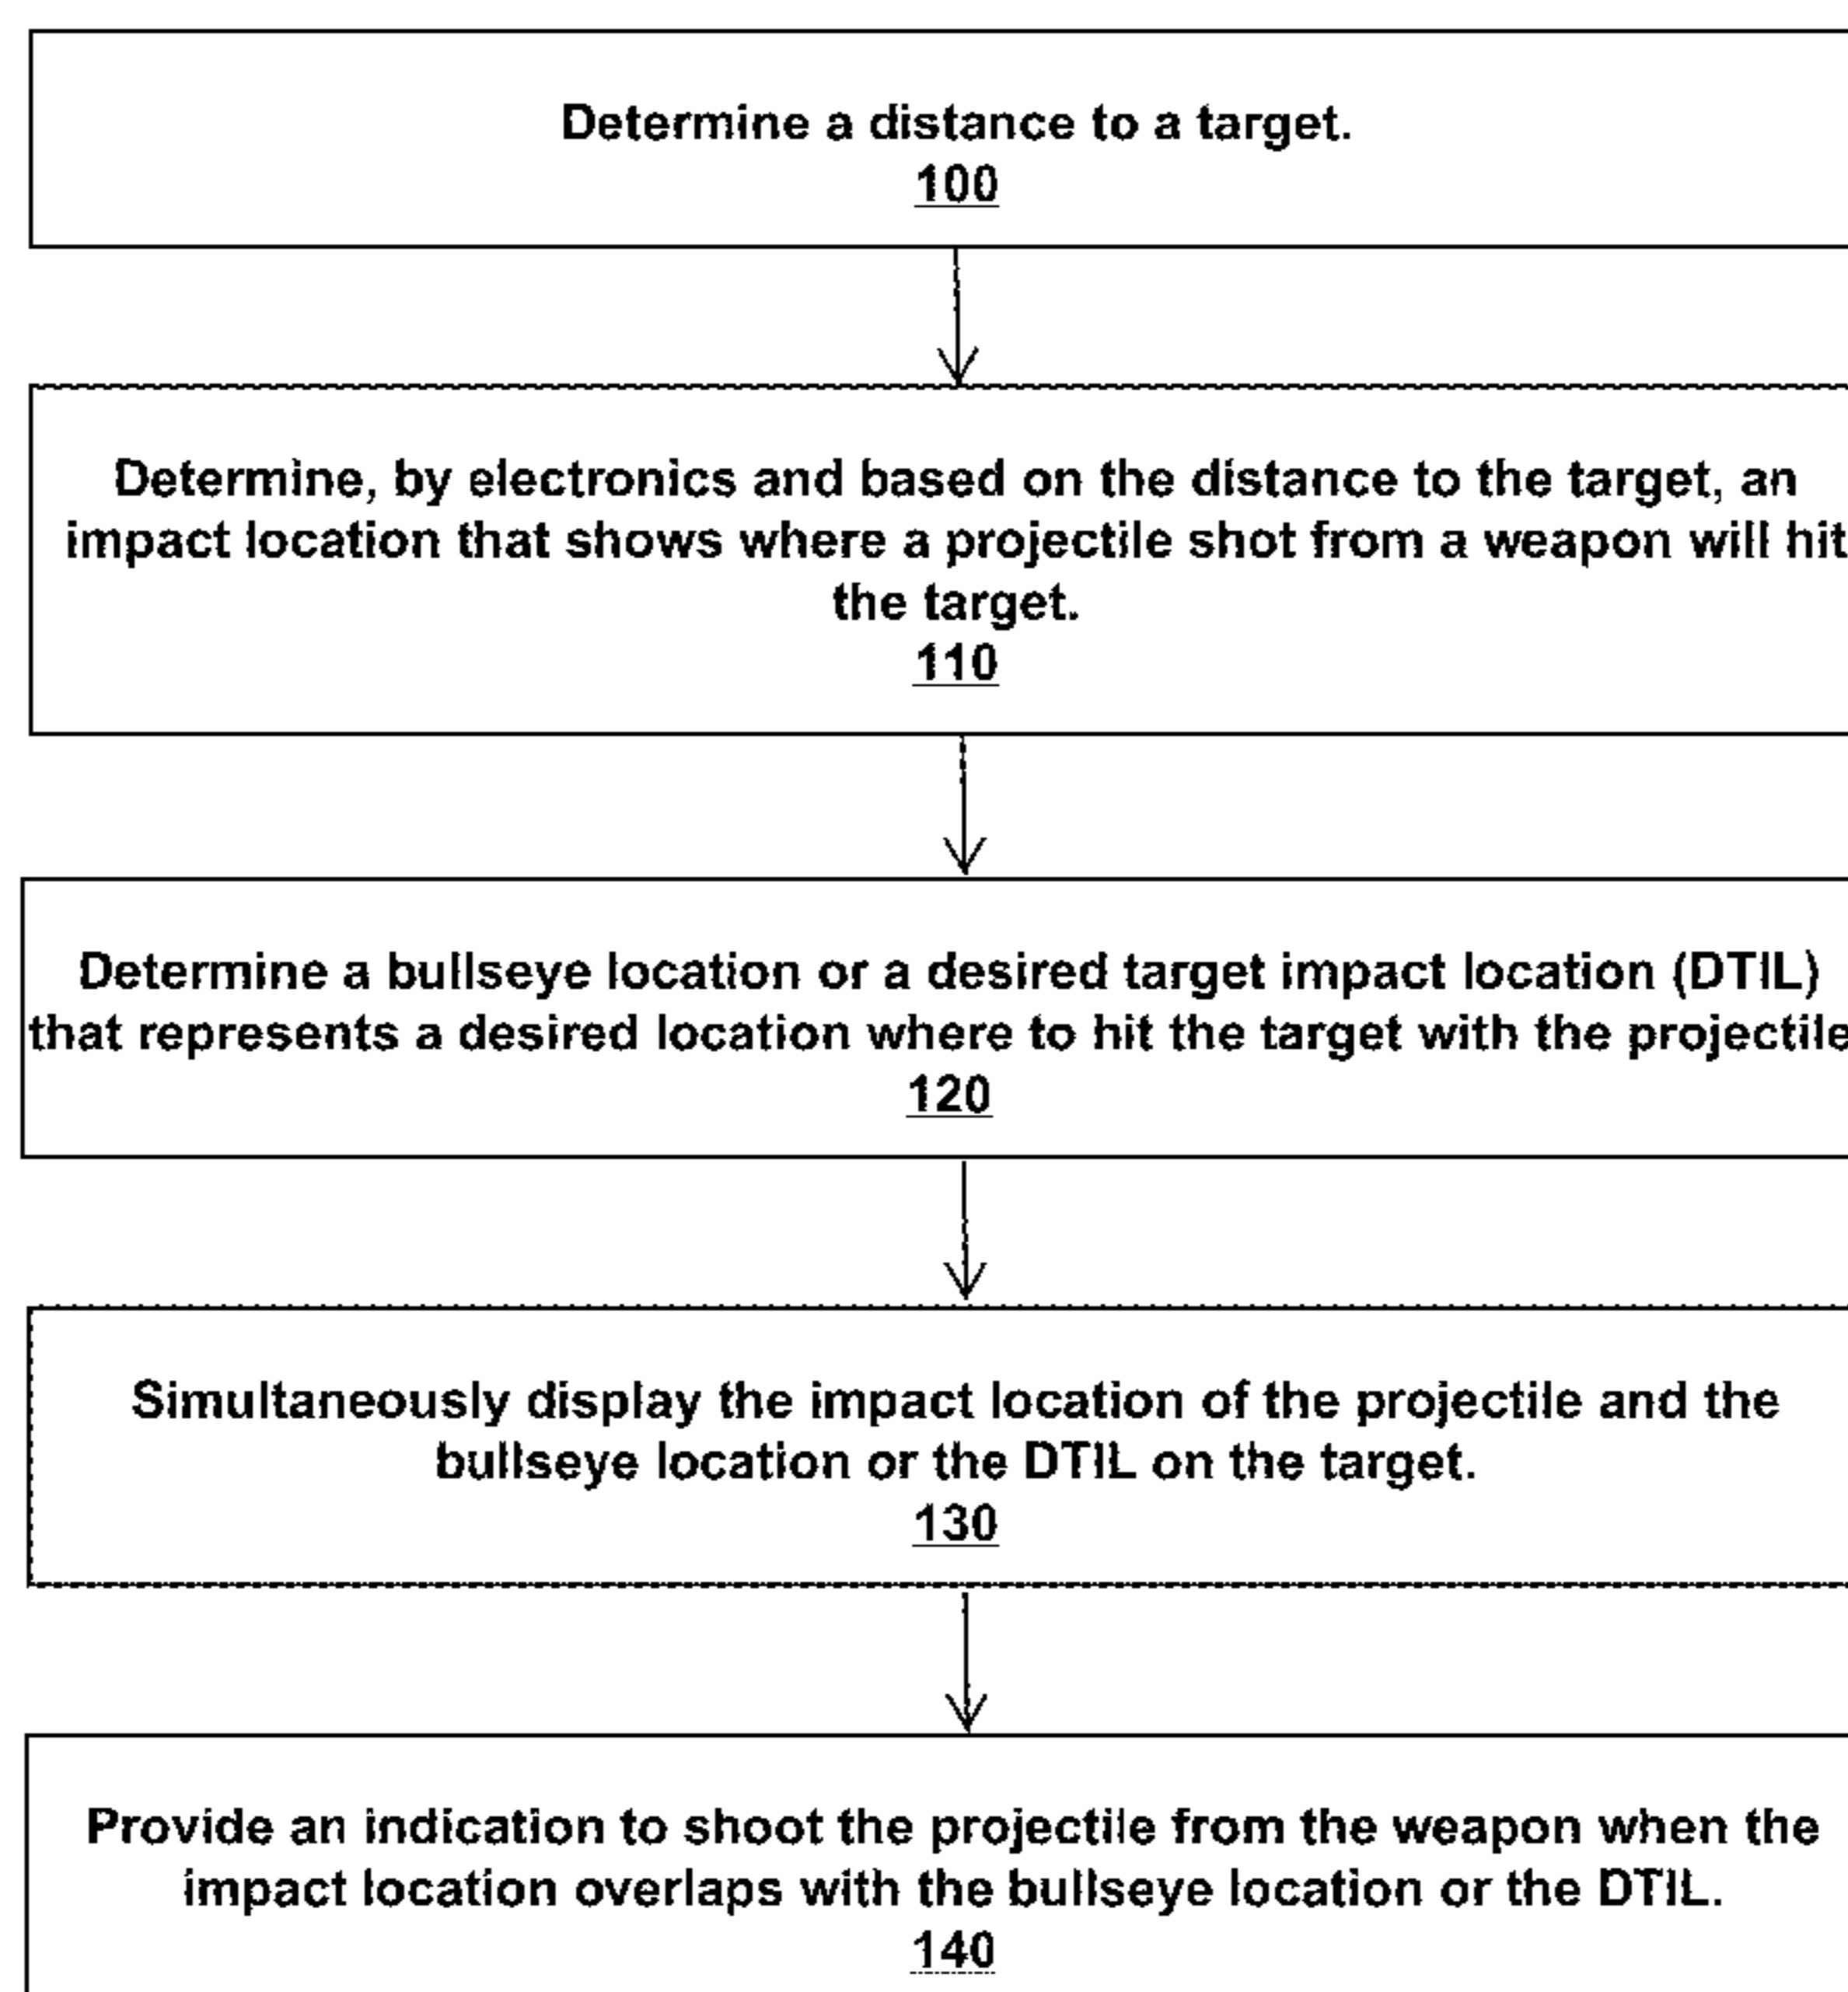 Determine a distance to a target.
100
Determine, by electronics and based on the distance to the target, an
impact location that shows where a projectile shot from a weapon will hit
the target.
110
Determine a bullseye location or a desired target impact location (DTIL)
that represents a desired location where to hit the target with the projectile
120
Simultaneously display the impact location of the projectile and the
bullseye location or the DTIL on the target.
130
Provide an indication to shoot the projectile from the weapon when the
impact location overlaps with the bullseye location or the DTIL.
140